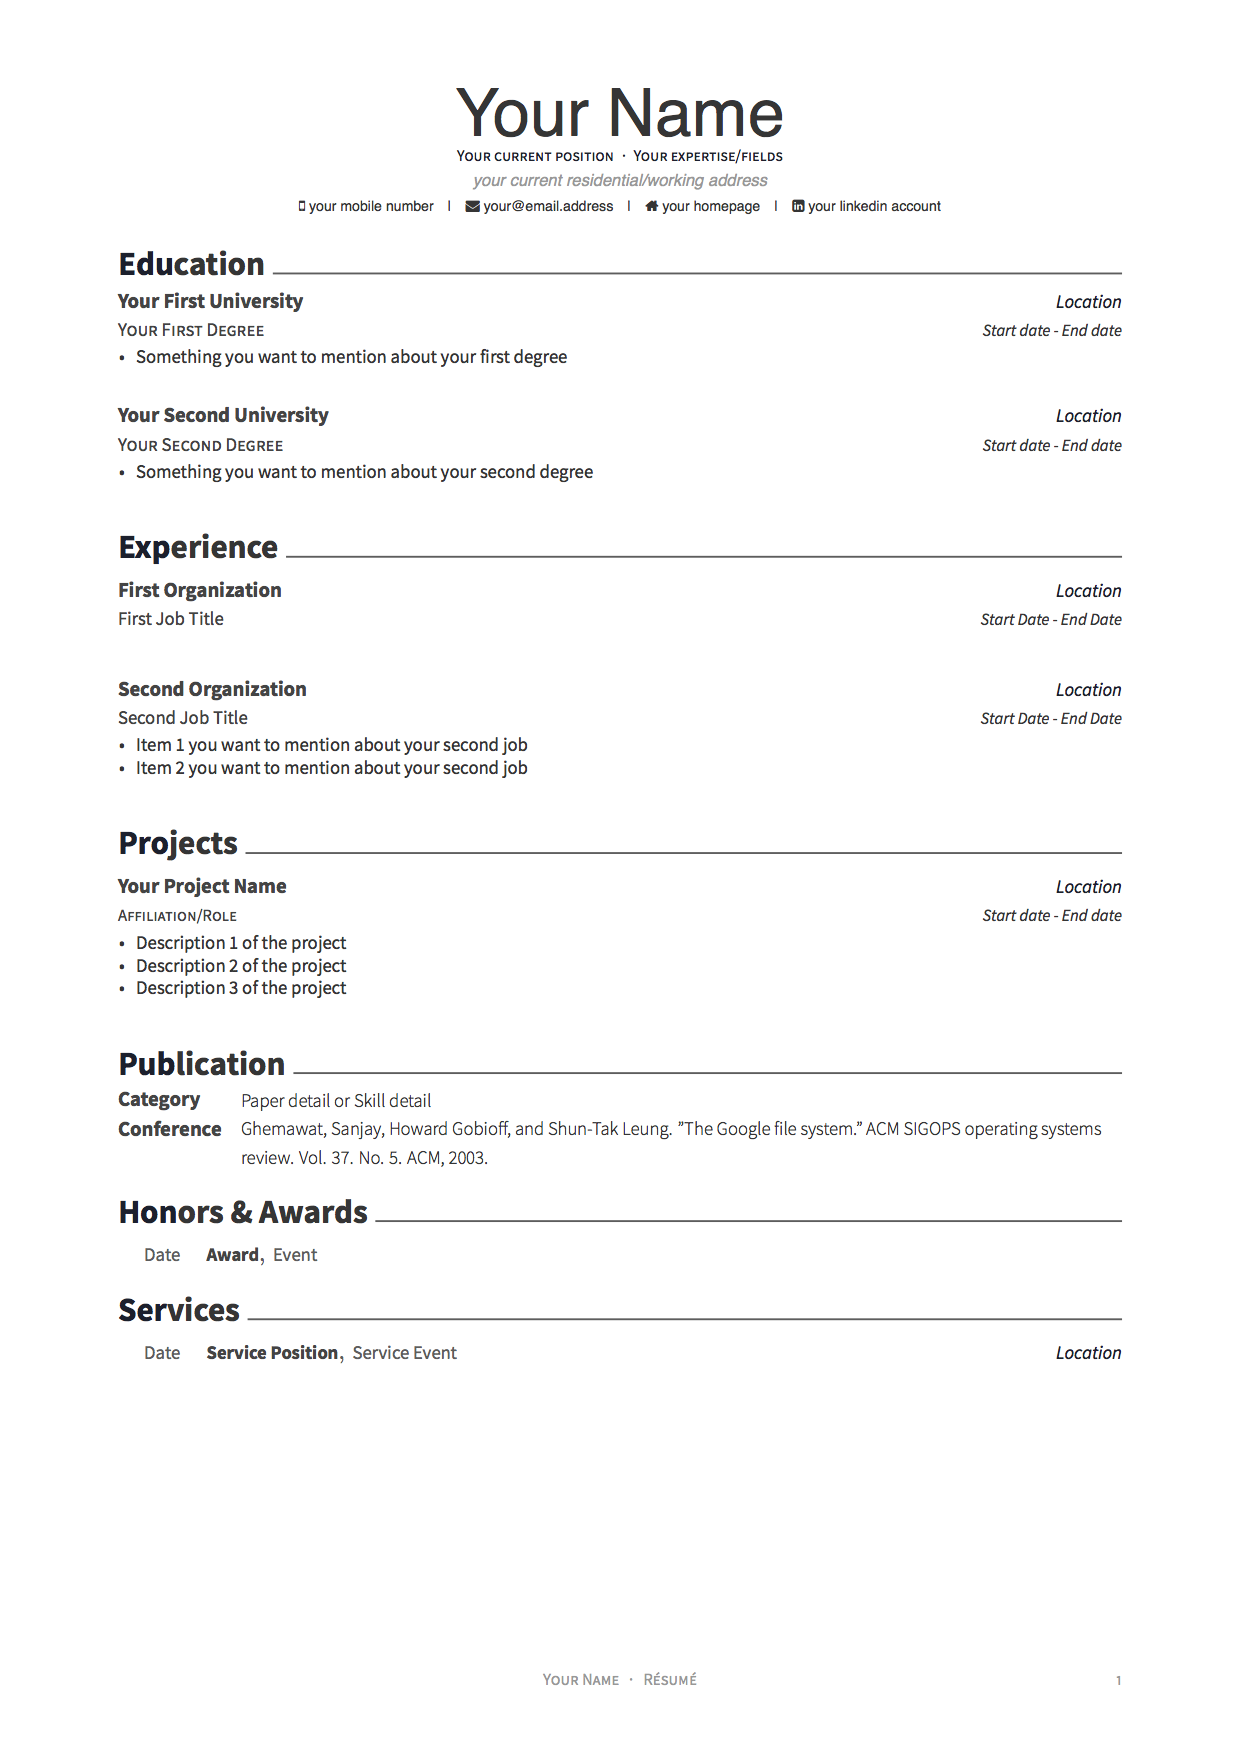 Your Name
Your current position · Your expertise/fields
your current residential/working address
your mobile number | your@email.address | your homepage | your linkedin account
Education
Your First University Location
Your First Degree Start date - End date
• Something you want to mention about your first degree
Your Second University Location
Your Second Degree Start date - End date
• Something you want to mention about your second degree
Experience
First Organization Location
First Job Title Start Date - End Date
Second Organization Location
Second Job Title Start Date - End Date
• Item 1 you want to mention about your second job
• Item 2 you want to mention about your second job
Projects
Your Project Name Location
Affiliation/Role Start date - End date
• Description 1 of the project
• Description 2 of the project
• Description 3 of the project
Publication
Category Paper detail or Skill detail
Conference Ghemawat, Sanjay, Howard Gobioff, and Shun-Tak Leung. ”The Google file system.” ACM SIGOPS operating systems
review. Vol. 37. No. 5. ACM, 2003.
Honors & Awards
Date Award, Event
Services
Date Service Position, Service Event Location
Your Name · Résumé 1